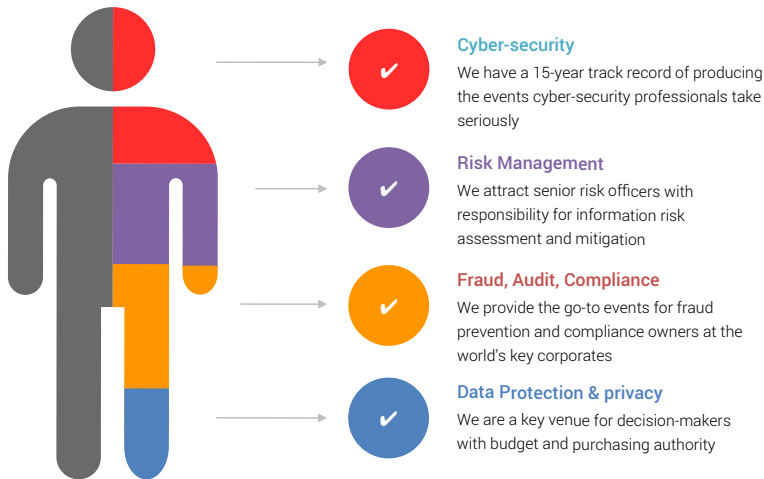 Cyber-security
We have a 15-year track record of producing
the events cyber-security professionals take
seriously
Risk Management
We attract senior risk officers with
responsibility for information risk
assessment and mitigation
Fraud, Audit, Compliance
We provide the go-to events for fraud
prevention and compliance owners at the
world’s key corporates
Data Protection & privacy
We are a key venue for decision-makers
with budget and purchasing authority